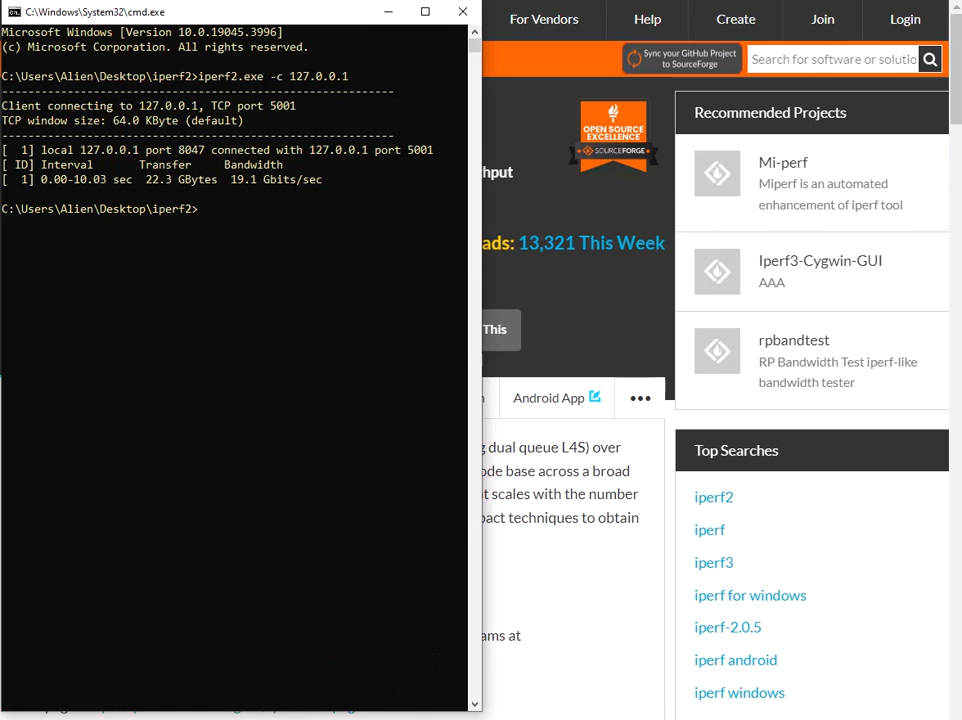 C:\Windows\System32\cmd.exe
Microsoft Windows [Version 10.0.19045.3996]
(c) Microsoft Corporation. All rights reserved.
C:\Users\Alien\Desktop\iperf2>iperf2.exe -c 127.0.0.1
------------------------------------------------------------
Client connecting to 127.0.0.1, TCP port 5001
TCP window size: 64.0 KByte (default)
------------------------------------------------------------
[  1] local 127.0.0.1 port 8047 connected with 127.0.0.1 port 5001
[ ID] Interval       Transfer     Bandwidth
[  1] 0.00-10.03 sec  22.3 GBytes  19.1 Gbits/sec
C:\Users\Alien\Desktop\iperf2>
For Vendors
Help
Create
Join
Login
Sync your GitHub Project
to SourceForge
Search for software or solutio
OPEN SOURCE
EXCELLENCE
SOURCEFORGE
hput
ads: 13,321 This Week
This
Android App
•••
g dual queue L4S) over
ode base across a broad
t scales with the number
pact techniques to obtain
ams at
Recommended Projects
Mi-perf
Miperf is an automated
enhancement of iperf tool
Iperf3-Cygwin-GUI
AAA
rpbandtest
RP Bandwidth Test iperf-like
bandwidth tester
Top Searches
iperf2
iperf
iperf3
iperf for windows
iperf-2.0.5
iperf android
iperf windows